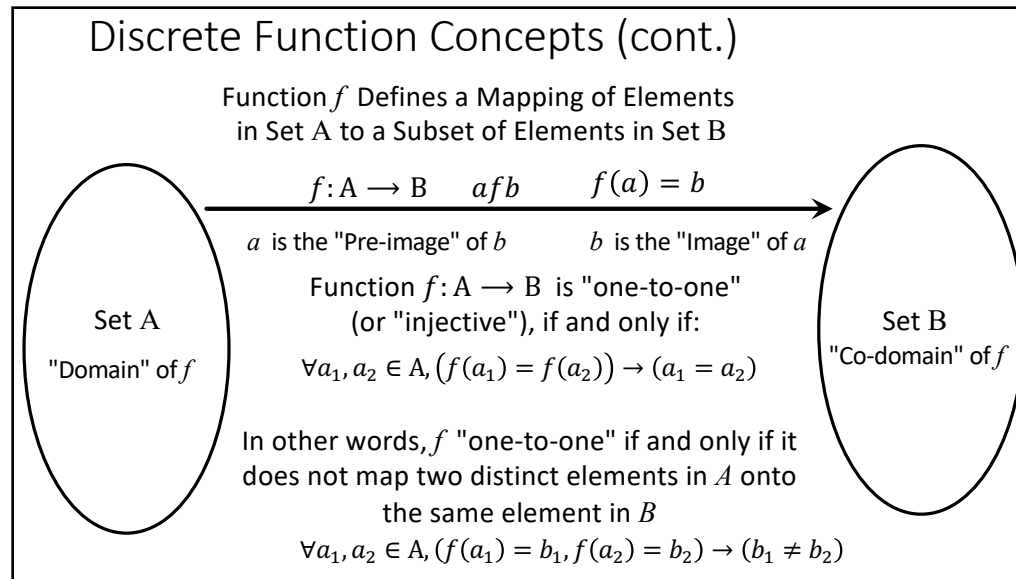 Discrete Function Concepts (cont.)
Function f Defines a Mapping of Elements
in Set A to a Subset of Elements in Set B
f: A ⟶ B afb f(a) = b
a is the "Pre-image" of b b is the "Image" of a
Function f: A ⟶ B is "one-to-one"
(or "injective"), if and only if:
∀a₁, a₂ ∈ A, (f(a₁) = f(a₂)) → (a₁ = a₂)
Set A
"Domain" of f
Set B
"Co-domain" of f
In other words, f "one-to-one" if and only if it
does not map two distinct elements in A onto
the same element in B
∀a₁, a₂ ∈ A, (f(a₁) = b₁, f(a₂) = b₂) → (b₁ ≠ b₂)